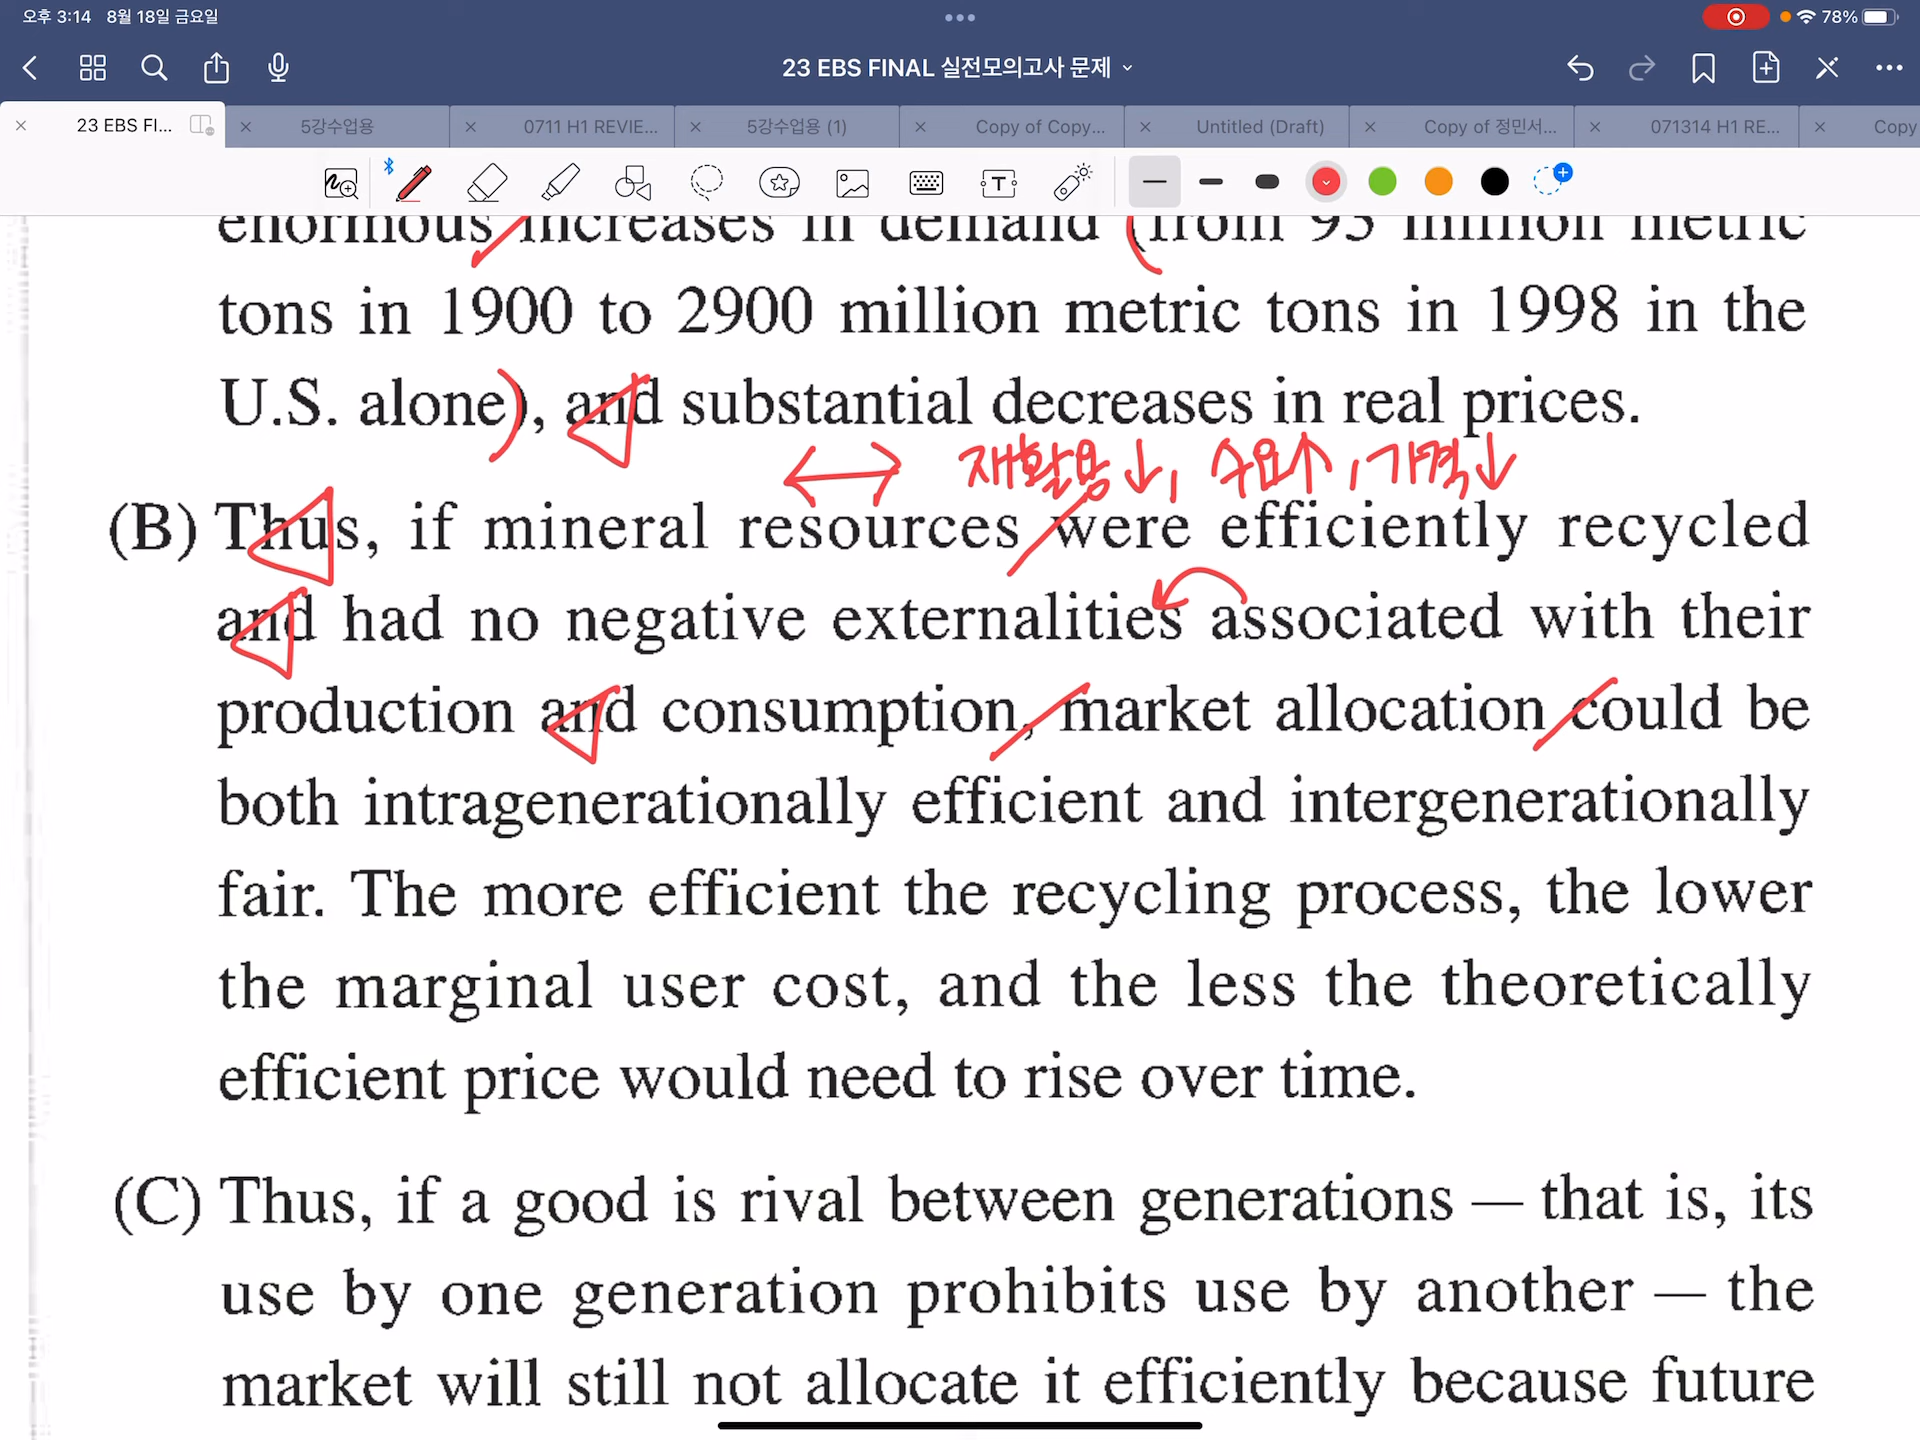 오후 3:14 8월 18일 금요일
78%
23 EBS FINAL 실전모의고사 문제
23 EBS FI... 5강수업용 0711 H1 REVIE... 5강수업용 (1) Copy of Copy... Untitled (Draft) Copy of 정민서... 071314 H1 RE... Copy
enormous increases in demand (from 93 million metric
tons in 1900 to 2900 million metric tons in 1998 in the
U.S. alone), and substantial decreases in real prices.
↔ 재활용↓, 수요↑, 가격↓
(B) Thus, if mineral resources were efficiently recycled
and had no negative externalities associated with their
production and consumption, market allocation could be
both intragenerationally efficient and intergenerationally
fair. The more efficient the recycling process, the lower
the marginal user cost, and the less the theoretically
efficient price would need to rise over time.
(C) Thus, if a good is rival between generations — that is, its
use by one generation prohibits use by another — the
market will still not allocate it efficiently because future